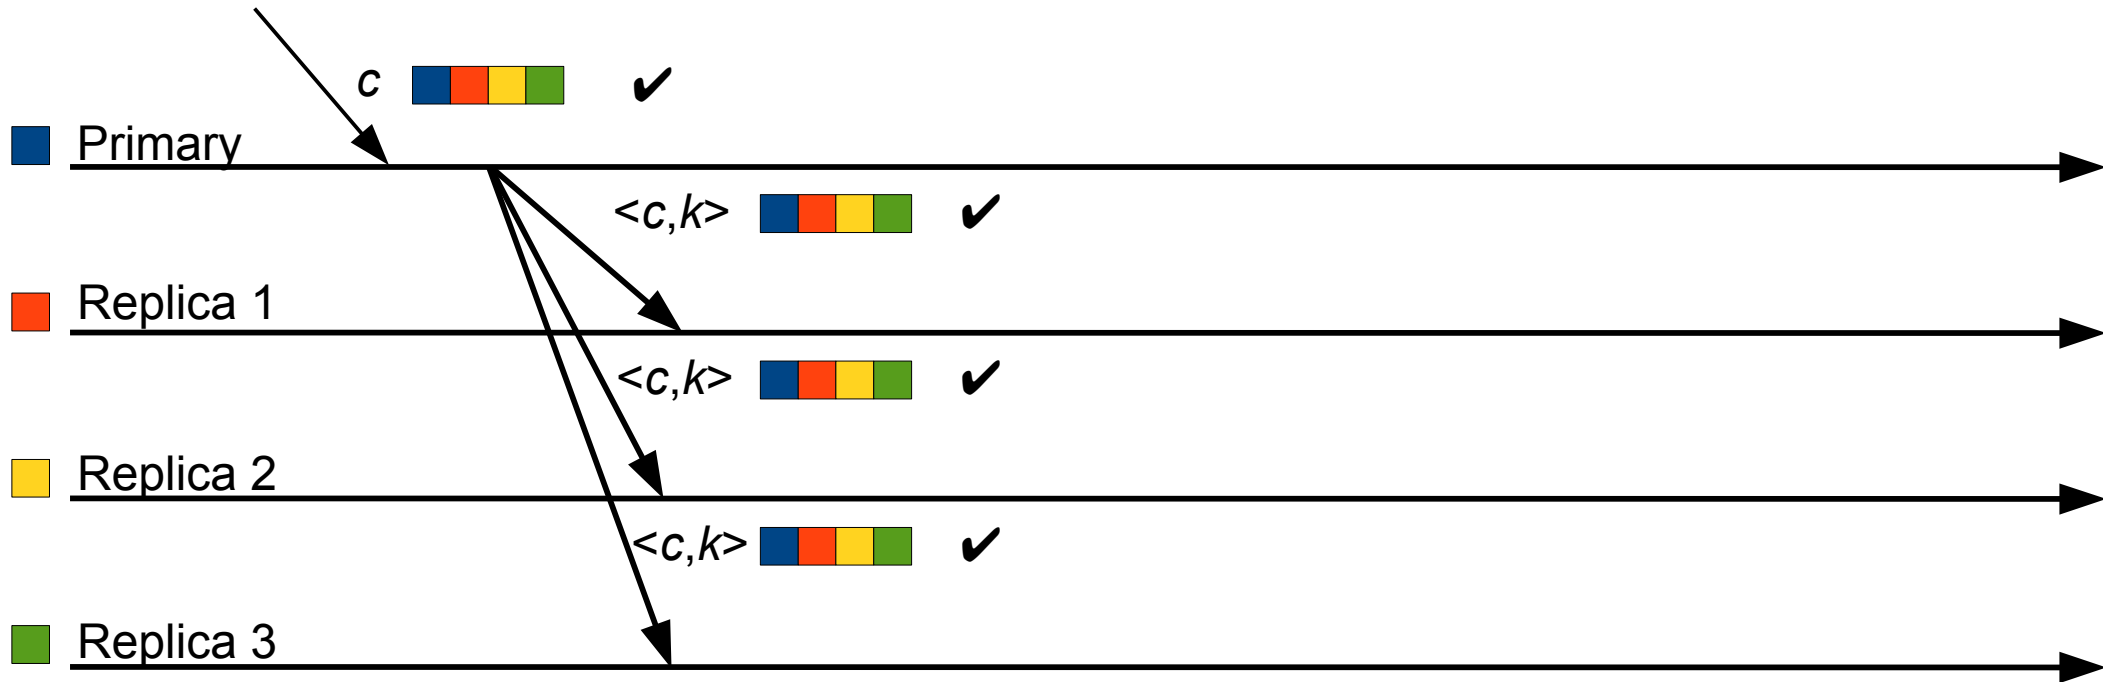 c ✔
Primary
<c,k> ✔
Replica 1
<c,k> ✔
Replica 2
<c,k> ✔
Replica 3